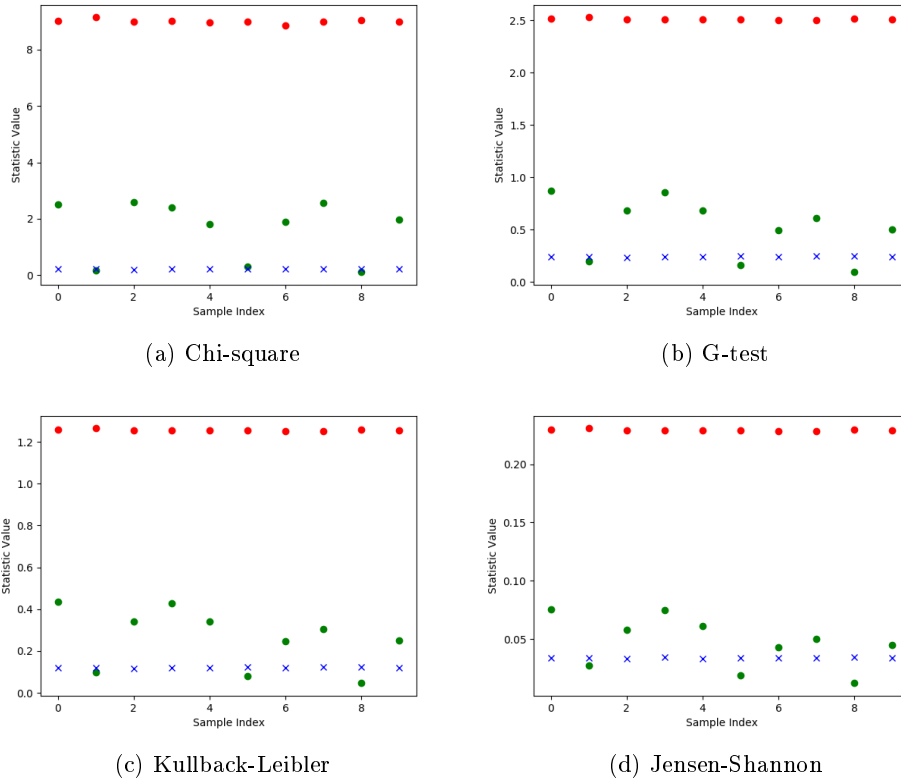 Statistic Value
8
6
4
2
0
0 2 4 6 8
Sample Index
(a) Chi-square
Statistic Value
2.5
2.0
1.5
1.0
0.5
0.0
0 2 4 6 8
Sample Index
(b) G-test
Statistic Value
1.2
1.0
0.8
0.6
0.4
0.2
0.0
0 2 4 6 8
Sample Index
(c) Kullback-Leibler
Statistic Value
0.20
0.15
0.10
0.05
0 2 4 6 8
Sample Index
(d) Jensen-Shannon